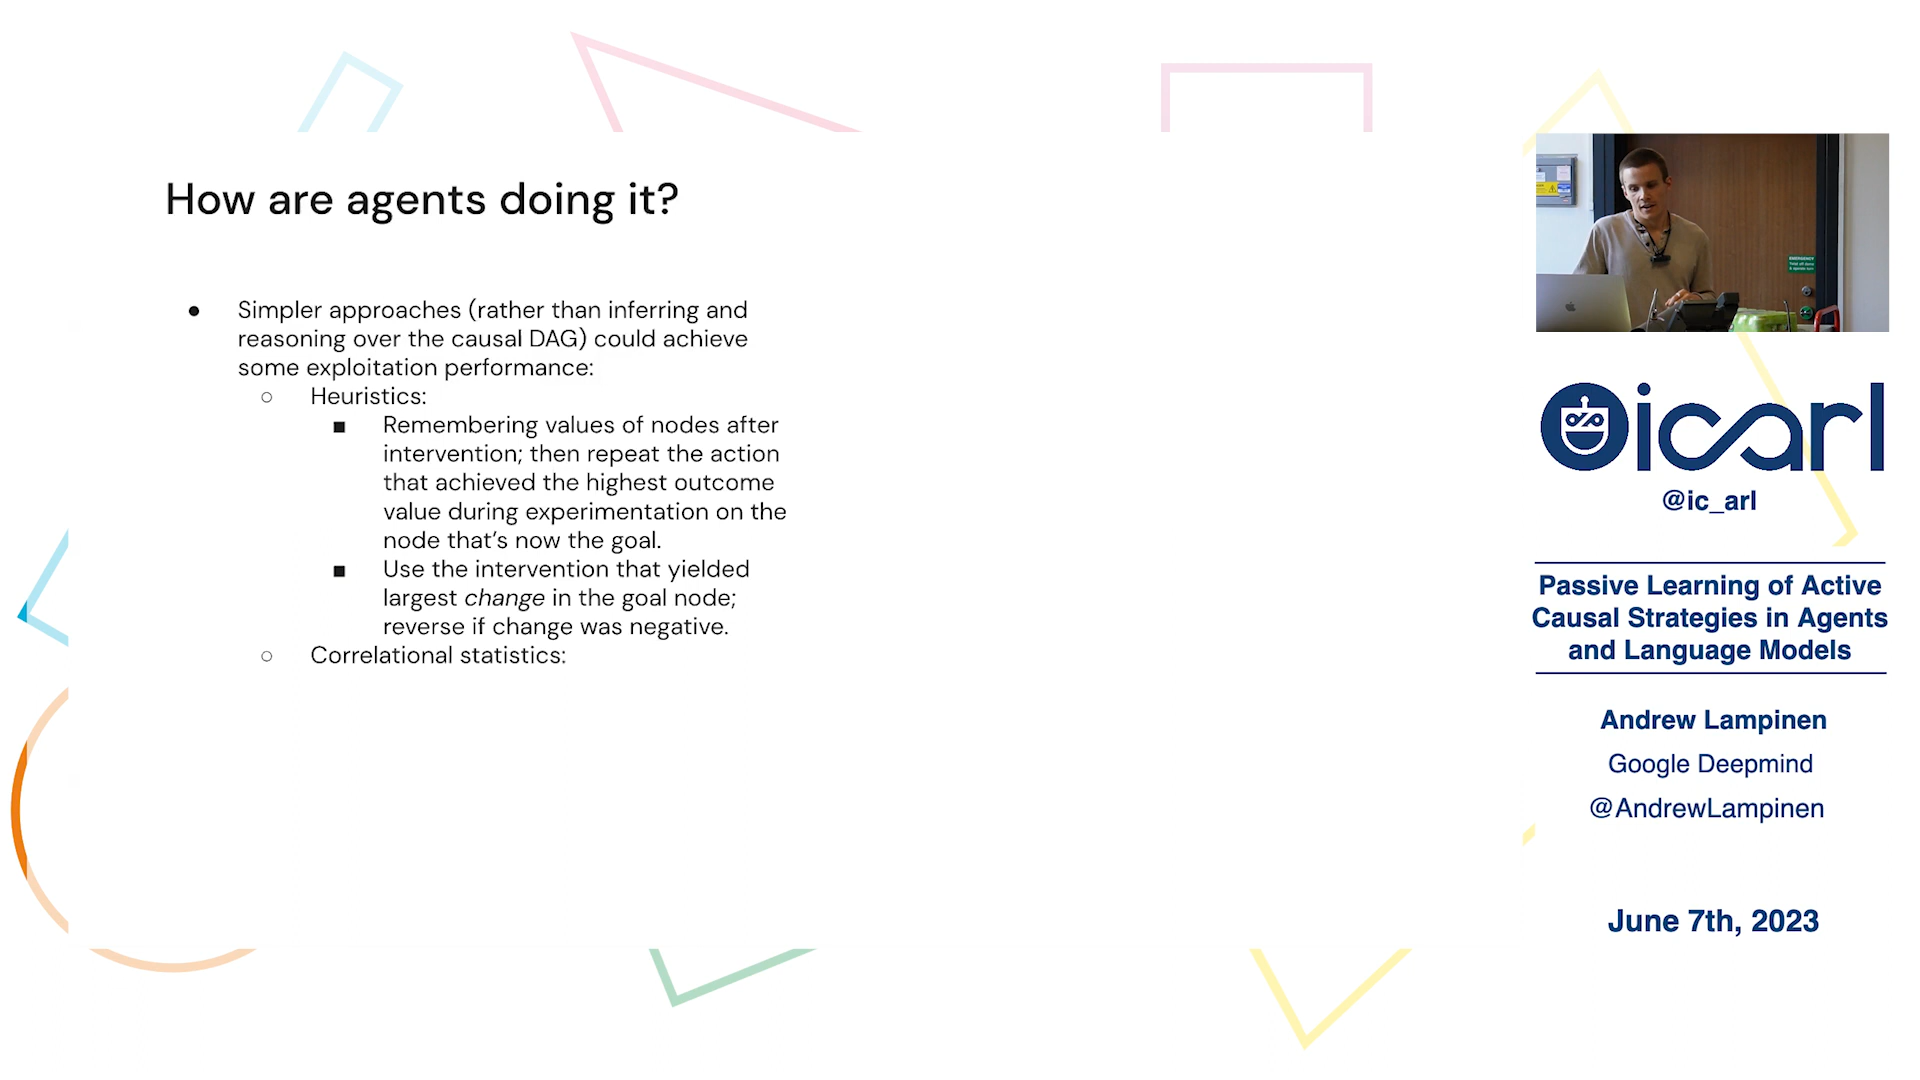 How are agents doing it?
● Simpler approaches (rather than inferring and
reasoning over the causal DAG) could achieve
some exploitation performance:
○ Heuristics:
■ Remembering values of nodes after
intervention; then repeat the action
that achieved the highest outcome
value during experimentation on the
node that's now the goal.
■ Use the intervention that yielded
largest change in the goal node;
reverse if change was negative.
○ Correlational statistics:
EMERGENCY
icarl
@ic_arl
Passive Learning of Active
Causal Strategies in Agents
and Language Models
Andrew Lampinen
Google Deepmind
@AndrewLampinen
June 7th, 2023